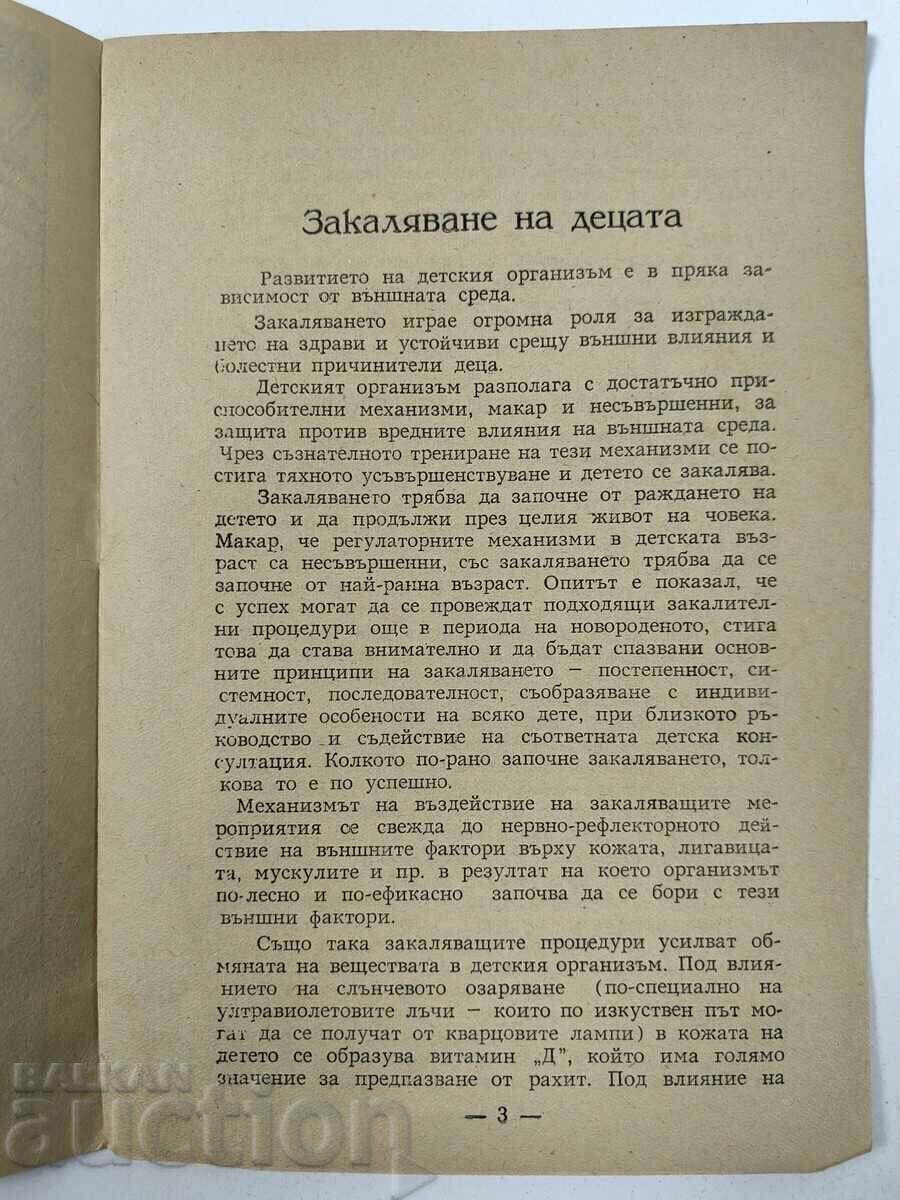 Закаляване на децата
Развитието на детския организъм е в пряка за-
висимост от външната среда.
Закаляването играе огромна роля за изгражда-
нето на здрави и устойчиви срещу външни влияния и
болестни причинители деца.
Детският организъм разполага с достатъчно при-
способителни механизми, макар и несъвършенни, за
защита против вредните влияния на външната среда.
Чрез съзнателното трениране на тези механизми се по-
стига тяхното усъвършенствуване и детето се закалява.
Закаляването трябва да започне от раждането на
детето и да продължи през целия живот на човека.
Макар, че регулаторните механизми в детската въз-
раст са несъвършенни, със закаляването трябва да се
започне от най-ранна възраст. Опитът е показал, че
с успех могат да се провеждат подходящи закалител-
ни процедури още в периода на новороденото, стига
това да става внимателно и да бъдат спазвани основ-
ните принципи на закаляването — постепенност, си-
стемност, последователност, съобразяване с индиви-
дуалните особености на всяко дете, при близкото ръ-
ководство и съдействие на съответната детска кон-
султация. Колкото по-рано започне закаляването, тол-
кова то е по успешно.
Механизмът на въздействие на закаляващите ме-
роприятия се свежда до нервно-рефлекторното дей-
ствие на външните фактори върху кожата, лигавица-
та, мускулите и пр. в резултат на което организмът
по-лесно и по-ефикасно започва да се бори с тези
външни фактори.
Също така закаляващите процедури усилват об-
мяната на веществата в детския организъм. Под влия-
нието на слънчевото озаряване (по-специално на
ултравиолетовите лъчи — които по изкуствен път мо-
гат да се получат от кварцовите лампи) в кожата на
детето се образува витамин „Д", който има голямо
значение за предпазване от рахит. Под влияние на
— 3 —
БАЛКАН
auction